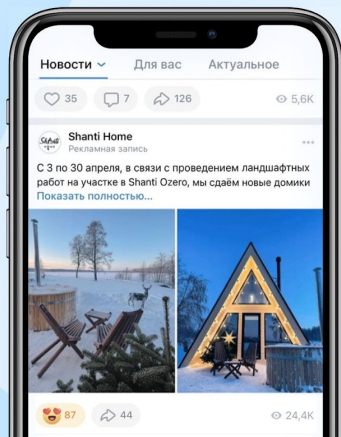 Новости Для вас Актуальное
35 7 126 5,6K
Shanti Home
Рекламная запись
С 3 по 30 апреля, в связи с проведением ландшафтных
работ на участке в Shanti Ozero, мы сдаём новые домики
Показать полностью...
87 44 24,4K